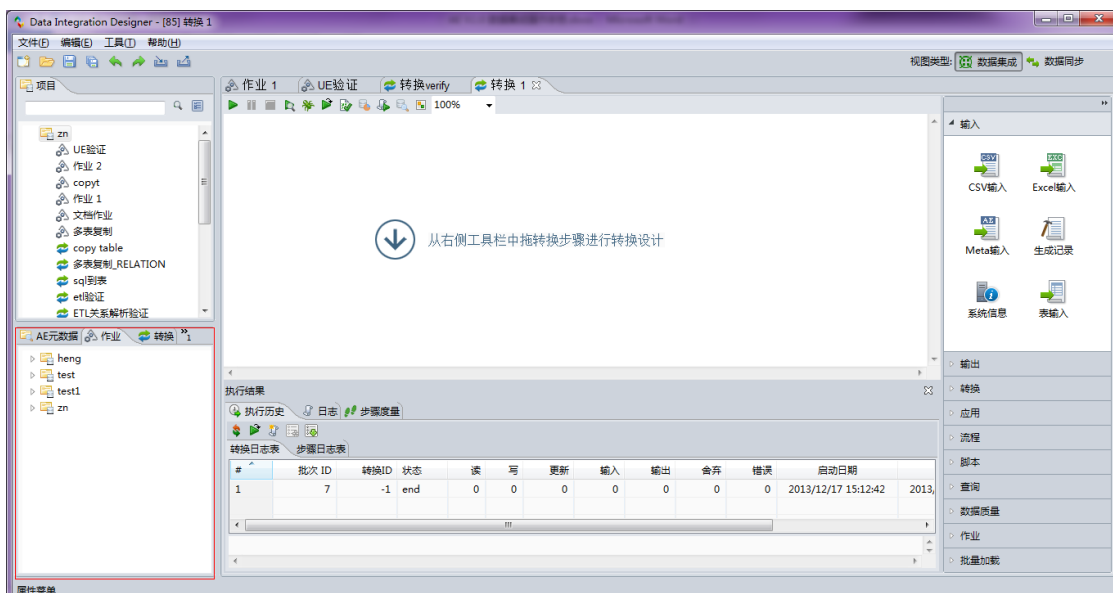 Data Integration Designer - [85] 转换 1
文件(F) 编辑(E) 工具(T) 帮助(H)
视图类型: 数据集成 数据同步
项目
zn
UE验证
作业 2
copyt
作业 1
文档作业
多表复制
copy table
多表复制_RELATION
sql到表
etl验证
ETL关系解析验证
AE元数据 作业 转换 »1
heng
test
test1
zn
作业 1 UE验证 转换verify 转换 1
100%
从右侧工具栏中拖转换步骤进行转换设计
执行结果
执行历史 日志 步骤度量
转换日志表 步骤日志表
# 批次 ID 转换ID 状态 读 写 更新 输入 输出 舍弃 错误 启动日期
1 7 -1 end 0 0 0 0 0 0 0 2013/12/17 15:12:42 2013,
输入
CSV
EXC
CSV输入 Excel输入
AE
Meta输入 生成记录
系统信息 表输入
输出
转换
应用
流程
脚本
查询
数据质量
作业
批量加载
属性菜单